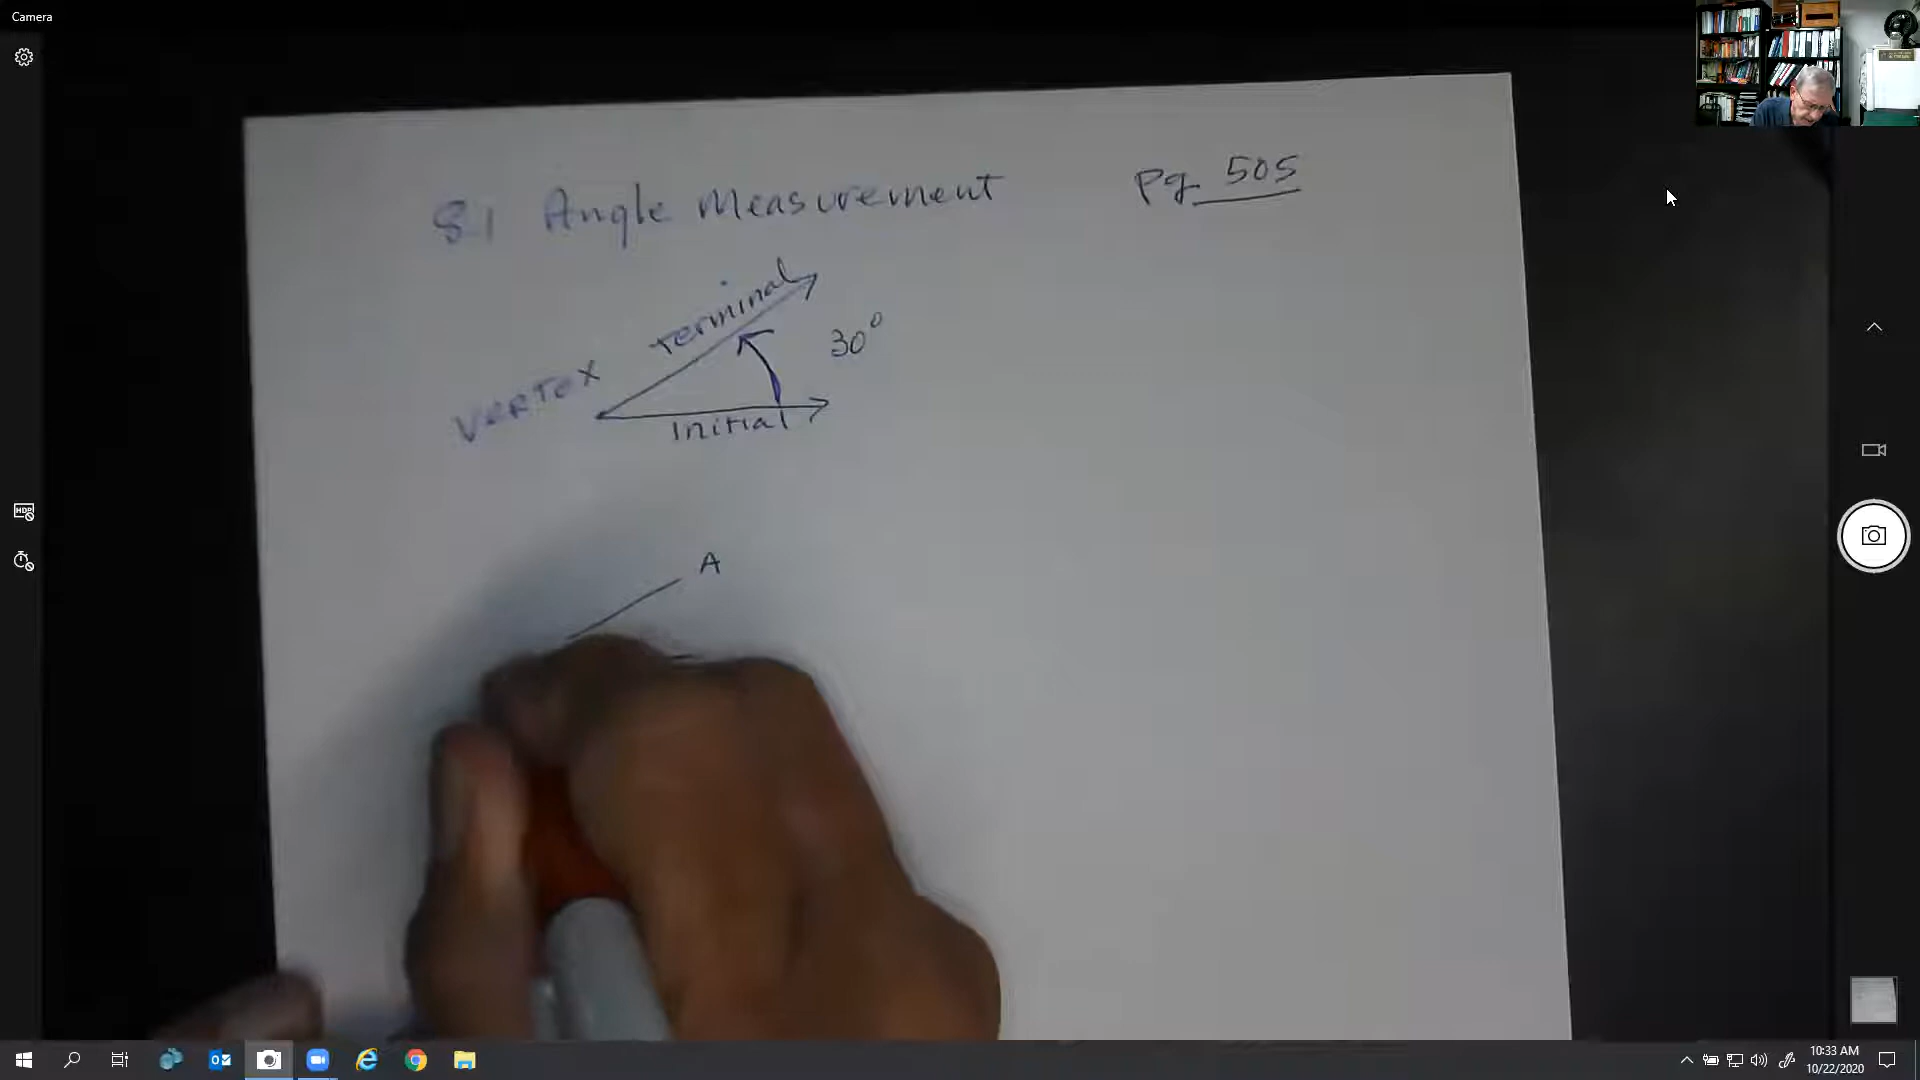 Camera
8.1 Angle Measurement Pg 505
Terminal
30°
Vertex
Initial
A
10:33 AM
10/22/2020